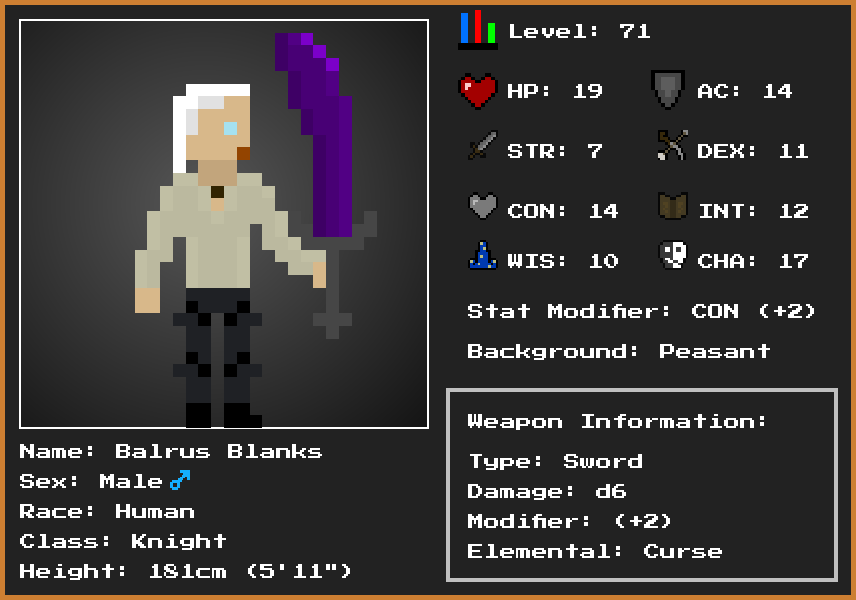 Level: 71
HP: 19
AC: 14
STR: 7
DEX: 11
CON: 14
INT: 12
WIS: 10
CHA: 17
Stat Modifier: CON (+2)
Background: Peasant
Name: Balrus Blanks
Sex: Male♂
Race: Human
Class: Knight
Height: 181cm (5'11")
Weapon Information:
Type: Sword
Damage: d6
Modifier: (+2)
Elemental: Curse